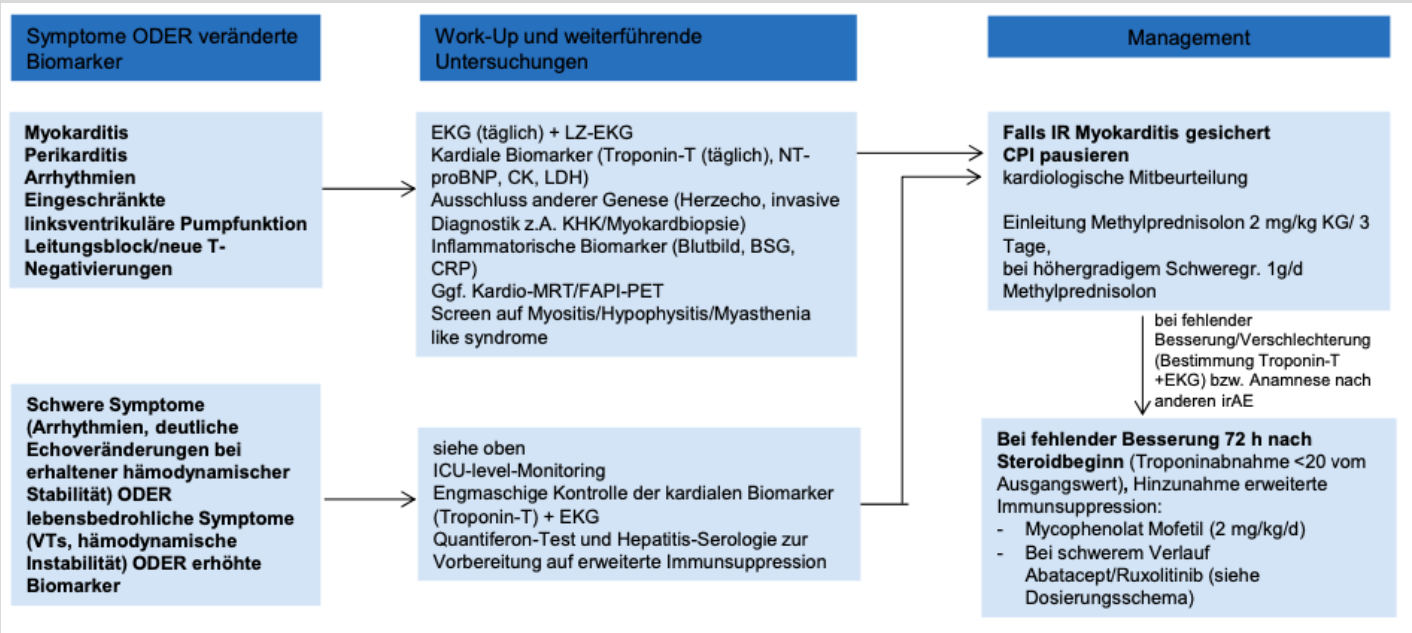 Symptome ODER veränderte
Biomarker
Work-Up und weiterführende
Untersuchungen
Management
Myokarditis
Perikarditis
Arrhythmien
Eingeschränkte
linksventrikuläre Pumpfunktion
Leitungsblock/neue T-
Negativierungen
EKG (täglich) + LZ-EKG
Kardiale Biomarker (Troponin-T (täglich), NT-
proBNP, CK, LDH)
Ausschluss anderer Genese (Herzecho, invasive
Diagnostik z.A. KHK/Myokardbiopsie)
Inflammatorische Biomarker (Blutbild, BSG,
CRP)
Ggf. Kardio-MRT/FAPI-PET
Screen auf Myositis/Hypophysitis/Myasthenia
like syndrome
Falls IR Myokarditis gesichert
CPI pausieren
kardiologische Mitbeurteilung
Einleitung Methylprednisolon 2 mg/kg KG/ 3
Tage,
bei höhergradigem Schweregr. 1g/d
Methylprednisolon
bei fehlender
Besserung/Verschlechterung
(Bestimmung Troponin-T
+EKG) bzw. Anamnese nach
anderen irAE
Schwere Symptome
(Arrhythmien, deutliche
Echoveränderungen bei
erhaltener hämodynamischer
Stabilität) ODER
lebensbedrohliche Symptome
(VTs, hämodynamische
Instabilität) ODER erhöhte
Biomarker
siehe oben
ICU-level-Monitoring
Engmaschige Kontrolle der kardialen Biomarker
(Troponin-T) + EKG
Quantiferon-Test und Hepatitis-Serologie zur
Vorbereitung auf erweiterte Immunsuppression
Bei fehlender Besserung 72 h nach
Steroidbeginn (Troponinabnahme <20 vom
Ausgangswert), Hinzunahme erweiterte
Immunsuppression:
- Mycophenolat Mofetil (2 mg/kg/d)
- Bei schwerem Verlauf
Abatacept/Ruxolitinib (siehe
Dosierungsschema)